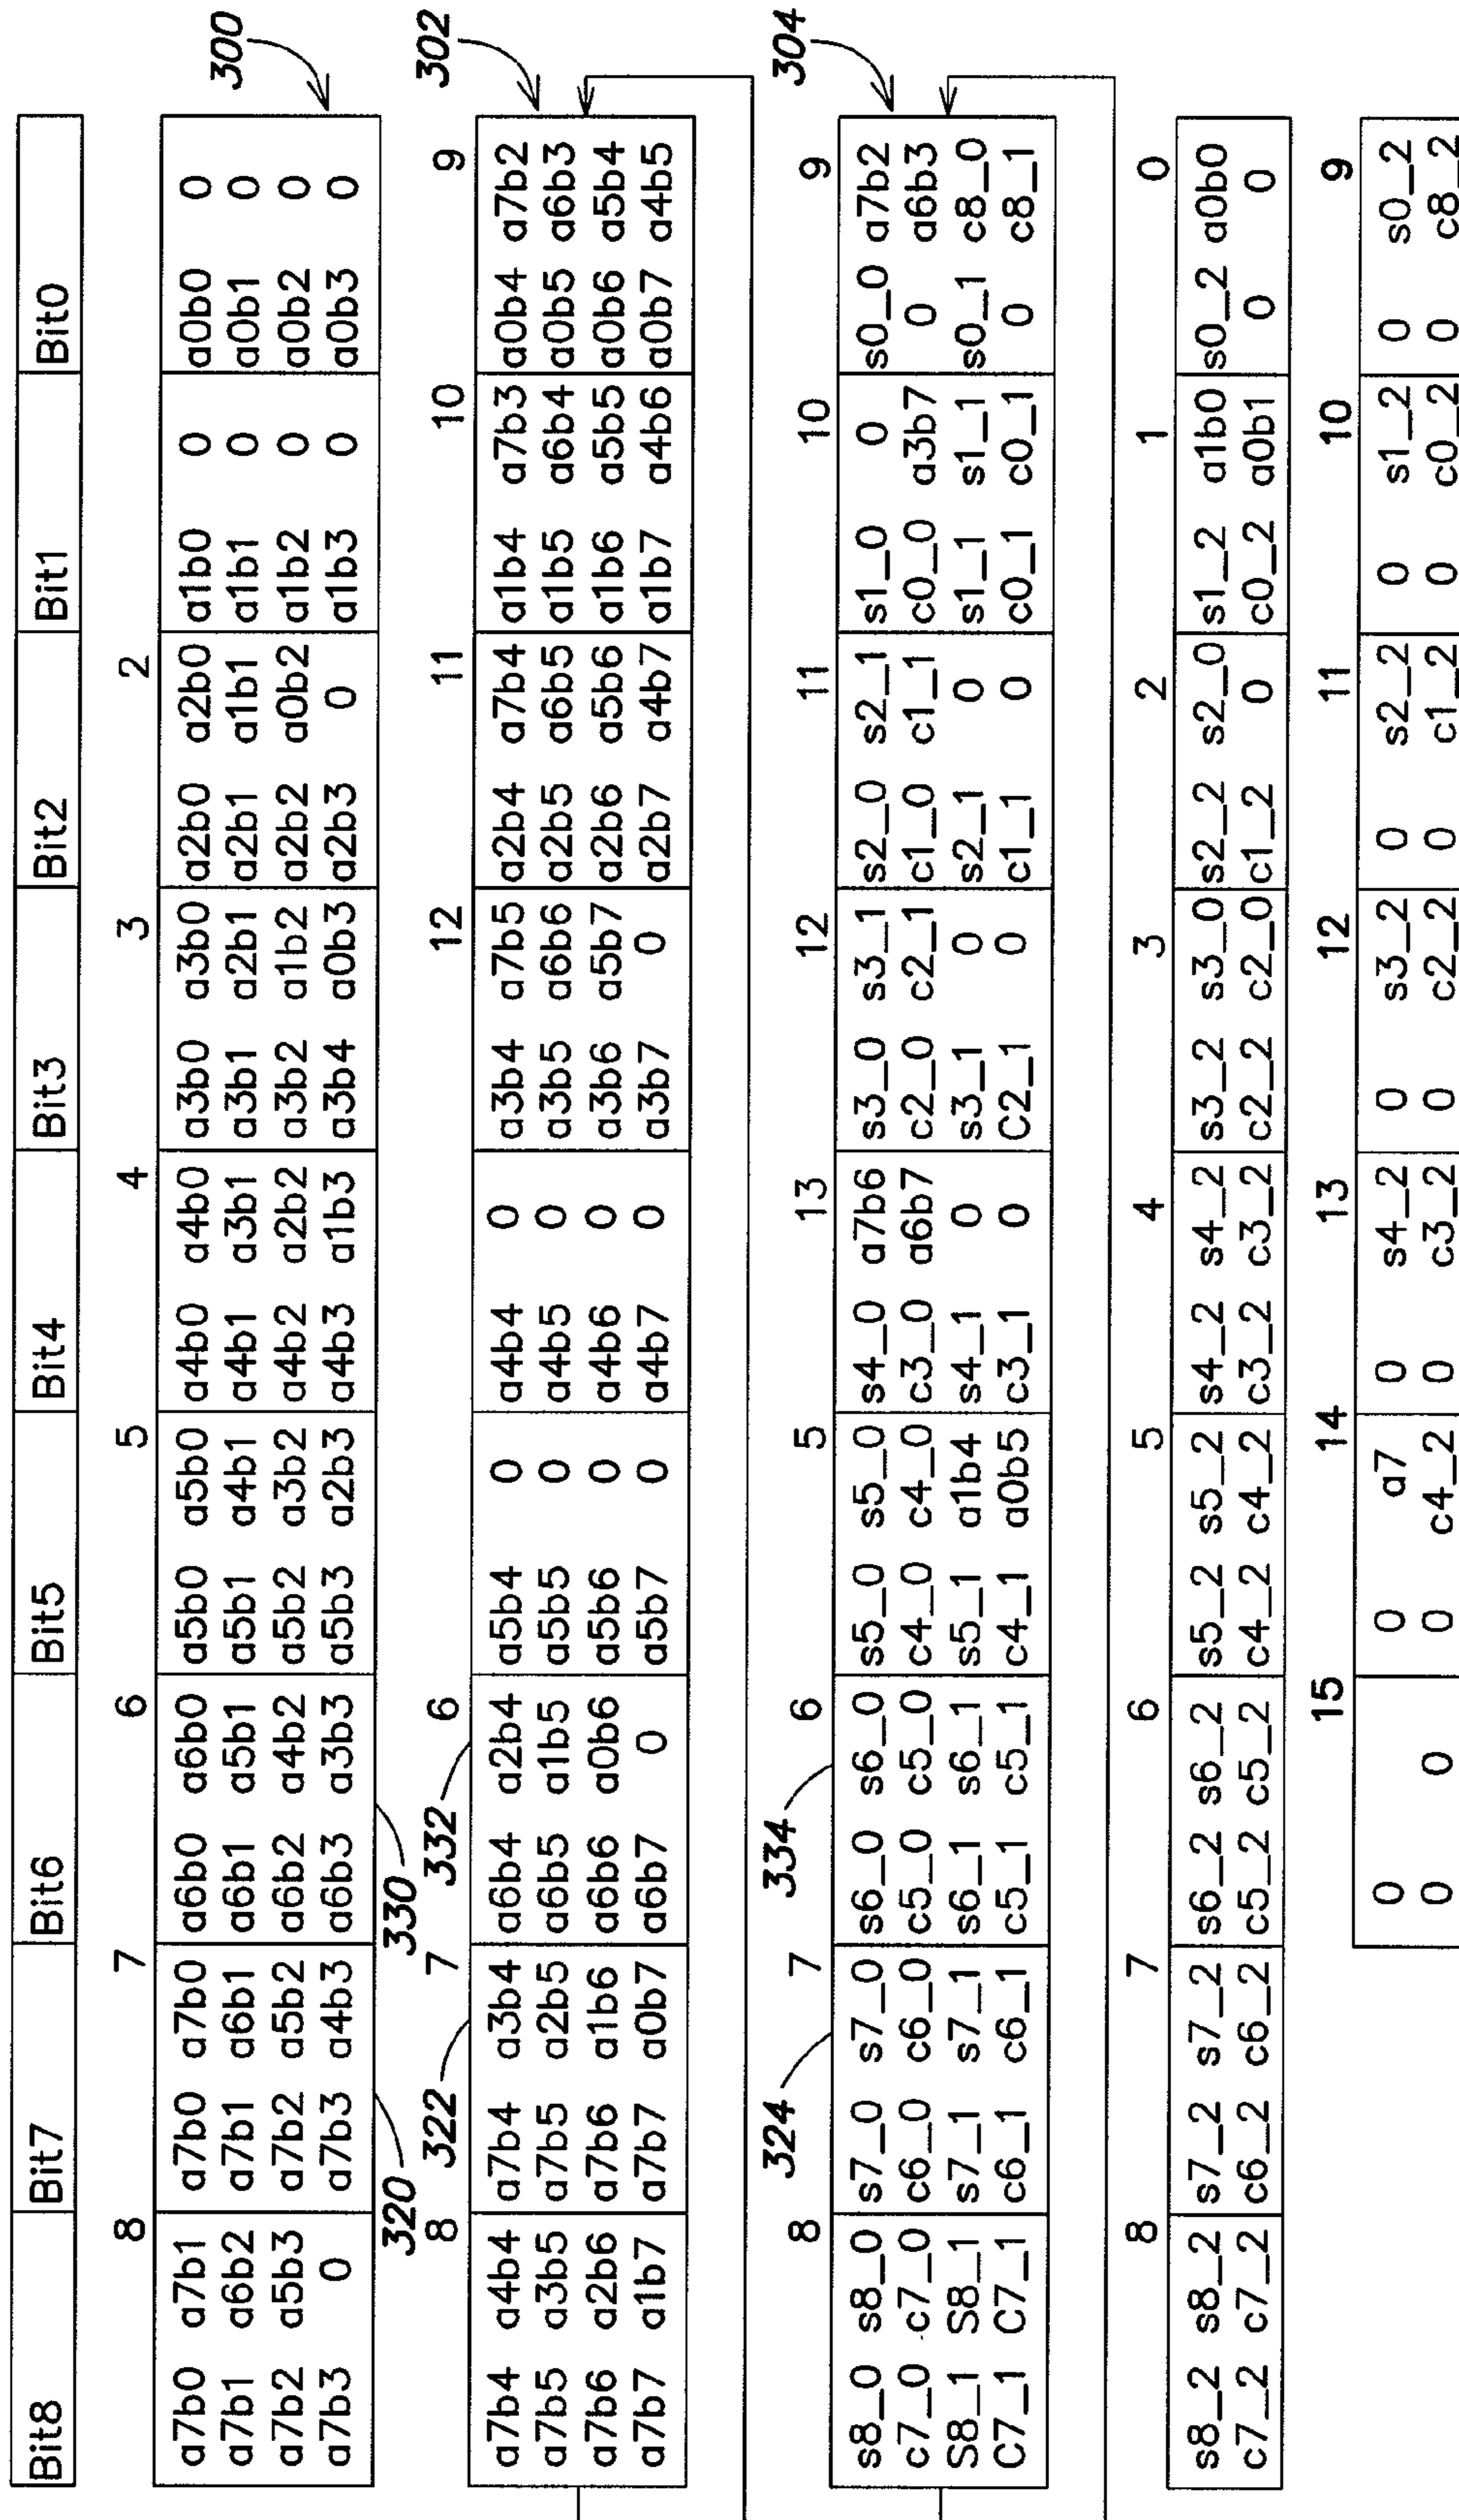 Bit8 Bit7 Bit6 Bit5 Bit4 Bit3 Bit2 Bit1 Bit0
300
8 7 6 5 4 3 2
a7b0 a7b1 a7b0 a7b0 a6b0 a6b0 a5b0 a5b0 a4b0 a4b0 a3b0 a3b0 a2b0 a2b0 a1b0 0 a0b0 0
a7b1 a6b2 a7b1 a6b1 a6b1 a5b1 a5b1 a4b1 a4b1 a3b1 a3b1 a2b1 a2b1 a1b1 a1b1 0 a0b1 0
a7b2 a5b3 a7b2 a5b2 a6b2 a4b2 a5b2 a3b2 a4b2 a2b2 a3b2 a1b2 a2b2 a0b2 a1b2 0 a0b2 0
a7b3 0 a7b3 a4b3 a6b3 a3b3 a5b3 a2b3 a4b3 a1b3 a3b4 a0b3 a2b3 0 a1b3 0 a0b3 0
320 330 302
8 322 7 332 6 12 11 10 9
a7b4 a4b4 a7b4 a3b4 a6b4 a2b4 a5b4 0 a4b4 0 a3b4 a7b5 a2b4 a7b4 a1b4 a7b3 a0b4 a7b2
a7b5 a3b5 a7b5 a2b5 a6b5 a1b5 a5b5 0 a4b5 0 a3b5 a6b6 a2b5 a6b5 a1b5 a6b4 a0b5 a6b3
a7b6 a2b6 a7b6 a1b6 a6b6 a0b6 a5b6 0 a4b6 0 a3b6 a5b7 a2b6 a5b6 a1b6 a5b5 a0b6 a5b4
a7b7 a1b7 a7b7 a0b7 a6b7 0 a5b7 0 a4b7 0 a3b7 0 a2b7 a4b7 a1b7 a4b6 a0b7 a4b5
324 334 304
8 7 6 5 13 12 11 10 9
s8_0 s8_0 s7_0 s7_0 s6_0 s6_0 s5_0 s5_0 s4_0 a7b6 s3_0 s3_1 s2_0 s2_1 s1_0 0 s0_0 a7b2
c7_0 c7_0 c6_0 c6_0 c5_0 c5_0 c4_0 c4_0 c3_0 a6b7 c2_0 c2_1 c1_0 c1_1 c0_0 a3b7 0 a6b3
S8_1 S8_1 s7_1 s7_1 s6_1 s6_1 s5_1 a1b4 s4_1 0 s3_1 0 s2_1 0 s1_1 s1_1 s0_1 c8_0
C7_1 C7_1 c6_1 c6_1 c5_1 c5_1 c4_1 a0b5 c3_1 0 C2_1 0 c1_1 0 c0_1 c0_1 0 c8_1
8 7 6 5 4 3 2 1 0
s8_2 s8_2 s7_2 s7_2 s6_2 s6_2 s5_2 s5_2 s4_2 s4_2 s3_2 s3_0 s2_2 s2_0 s1_2 a1b0 s0_2 a0b0
c7_2 c7_2 c6_2 c6_2 c5_2 c5_2 c4_2 c4_2 c3_2 c3_2 c2_2 c2_0 c1_2 0 c0_2 a0b1 0 0
15 14 13 12 11 10 9
0 0 a7 0 s4_2 0 s3_2 0 s2_2 0 s1_2 0 s0_2
0 0 0 c4_2 0 c3_2 0 c2_2 0 c1_2 0 c0_2 0 c8_2